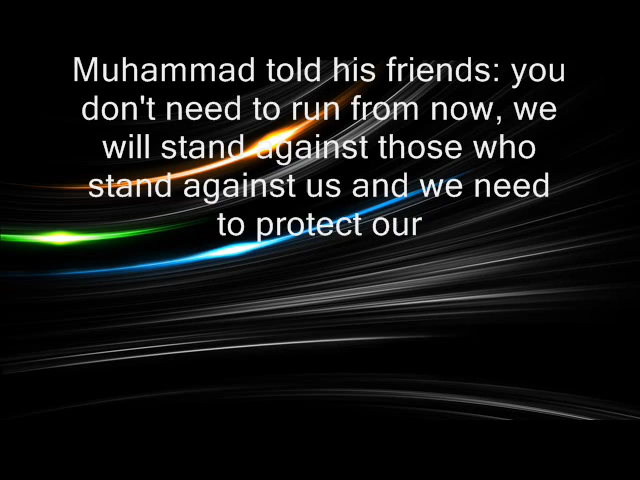 Muhammad told his friends: you
don't need to run from now, we
will stand against those who
stand against us and we need
to protect our